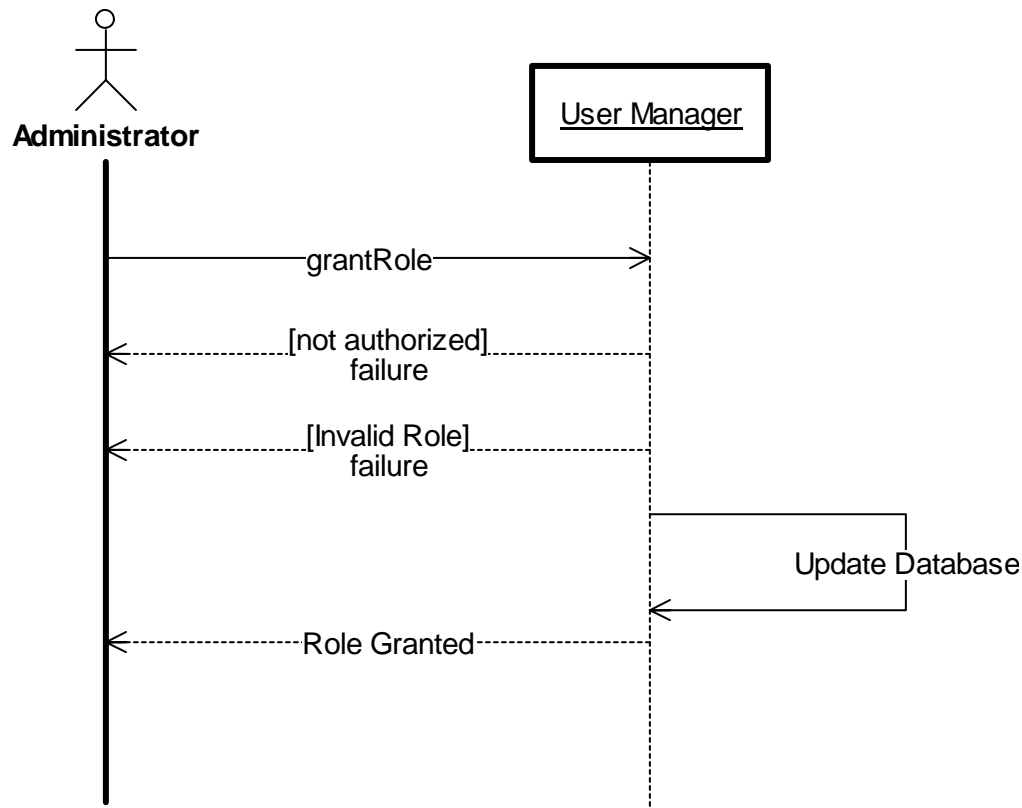 Administrator
User Manager
grantRole
[not authorized]
failure
[Invalid Role]
failure
Update Database
Role Granted